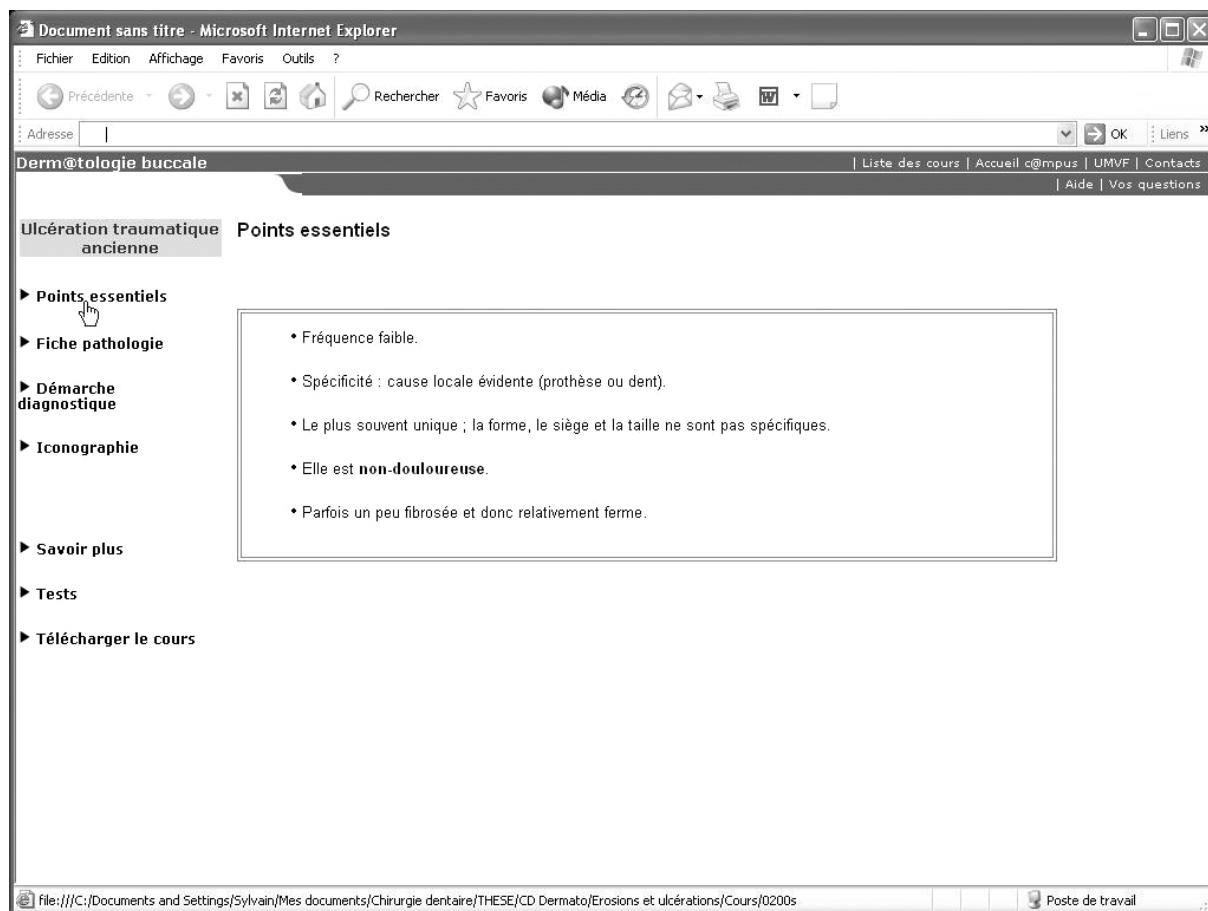 Document sans titre - Microsoft Internet Explorer
Fichier Edition Affichage Favoris Outils ?
Précédente Rechercher Favoris Média
Adresse OK Liens »
Derm@tologie buccale | Liste des cours | Accueil c@mpus | UMVF | Contacts
| Aide | Vos questions
Ulcération traumatique
ancienne
Points essentiels
Points essentiels
Fiche pathologie
Démarche
diagnostique
Iconographie
Savoir plus
Tests
Télécharger le cours
• Fréquence faible.
• Spécificité : cause locale évidente (prothèse ou dent).
• Le plus souvent unique ; la forme, le siège et la taille ne sont pas spécifiques.
• Elle est non-douloureuse.
• Parfois un peu fibrosée et donc relativement ferme.
file:///C:/Documents and Settings/Sylvain/Mes documents/Chirurgie dentaire/THESE/CD Dermato/Erosions et ulcérations/Cours/0200s Poste de travail